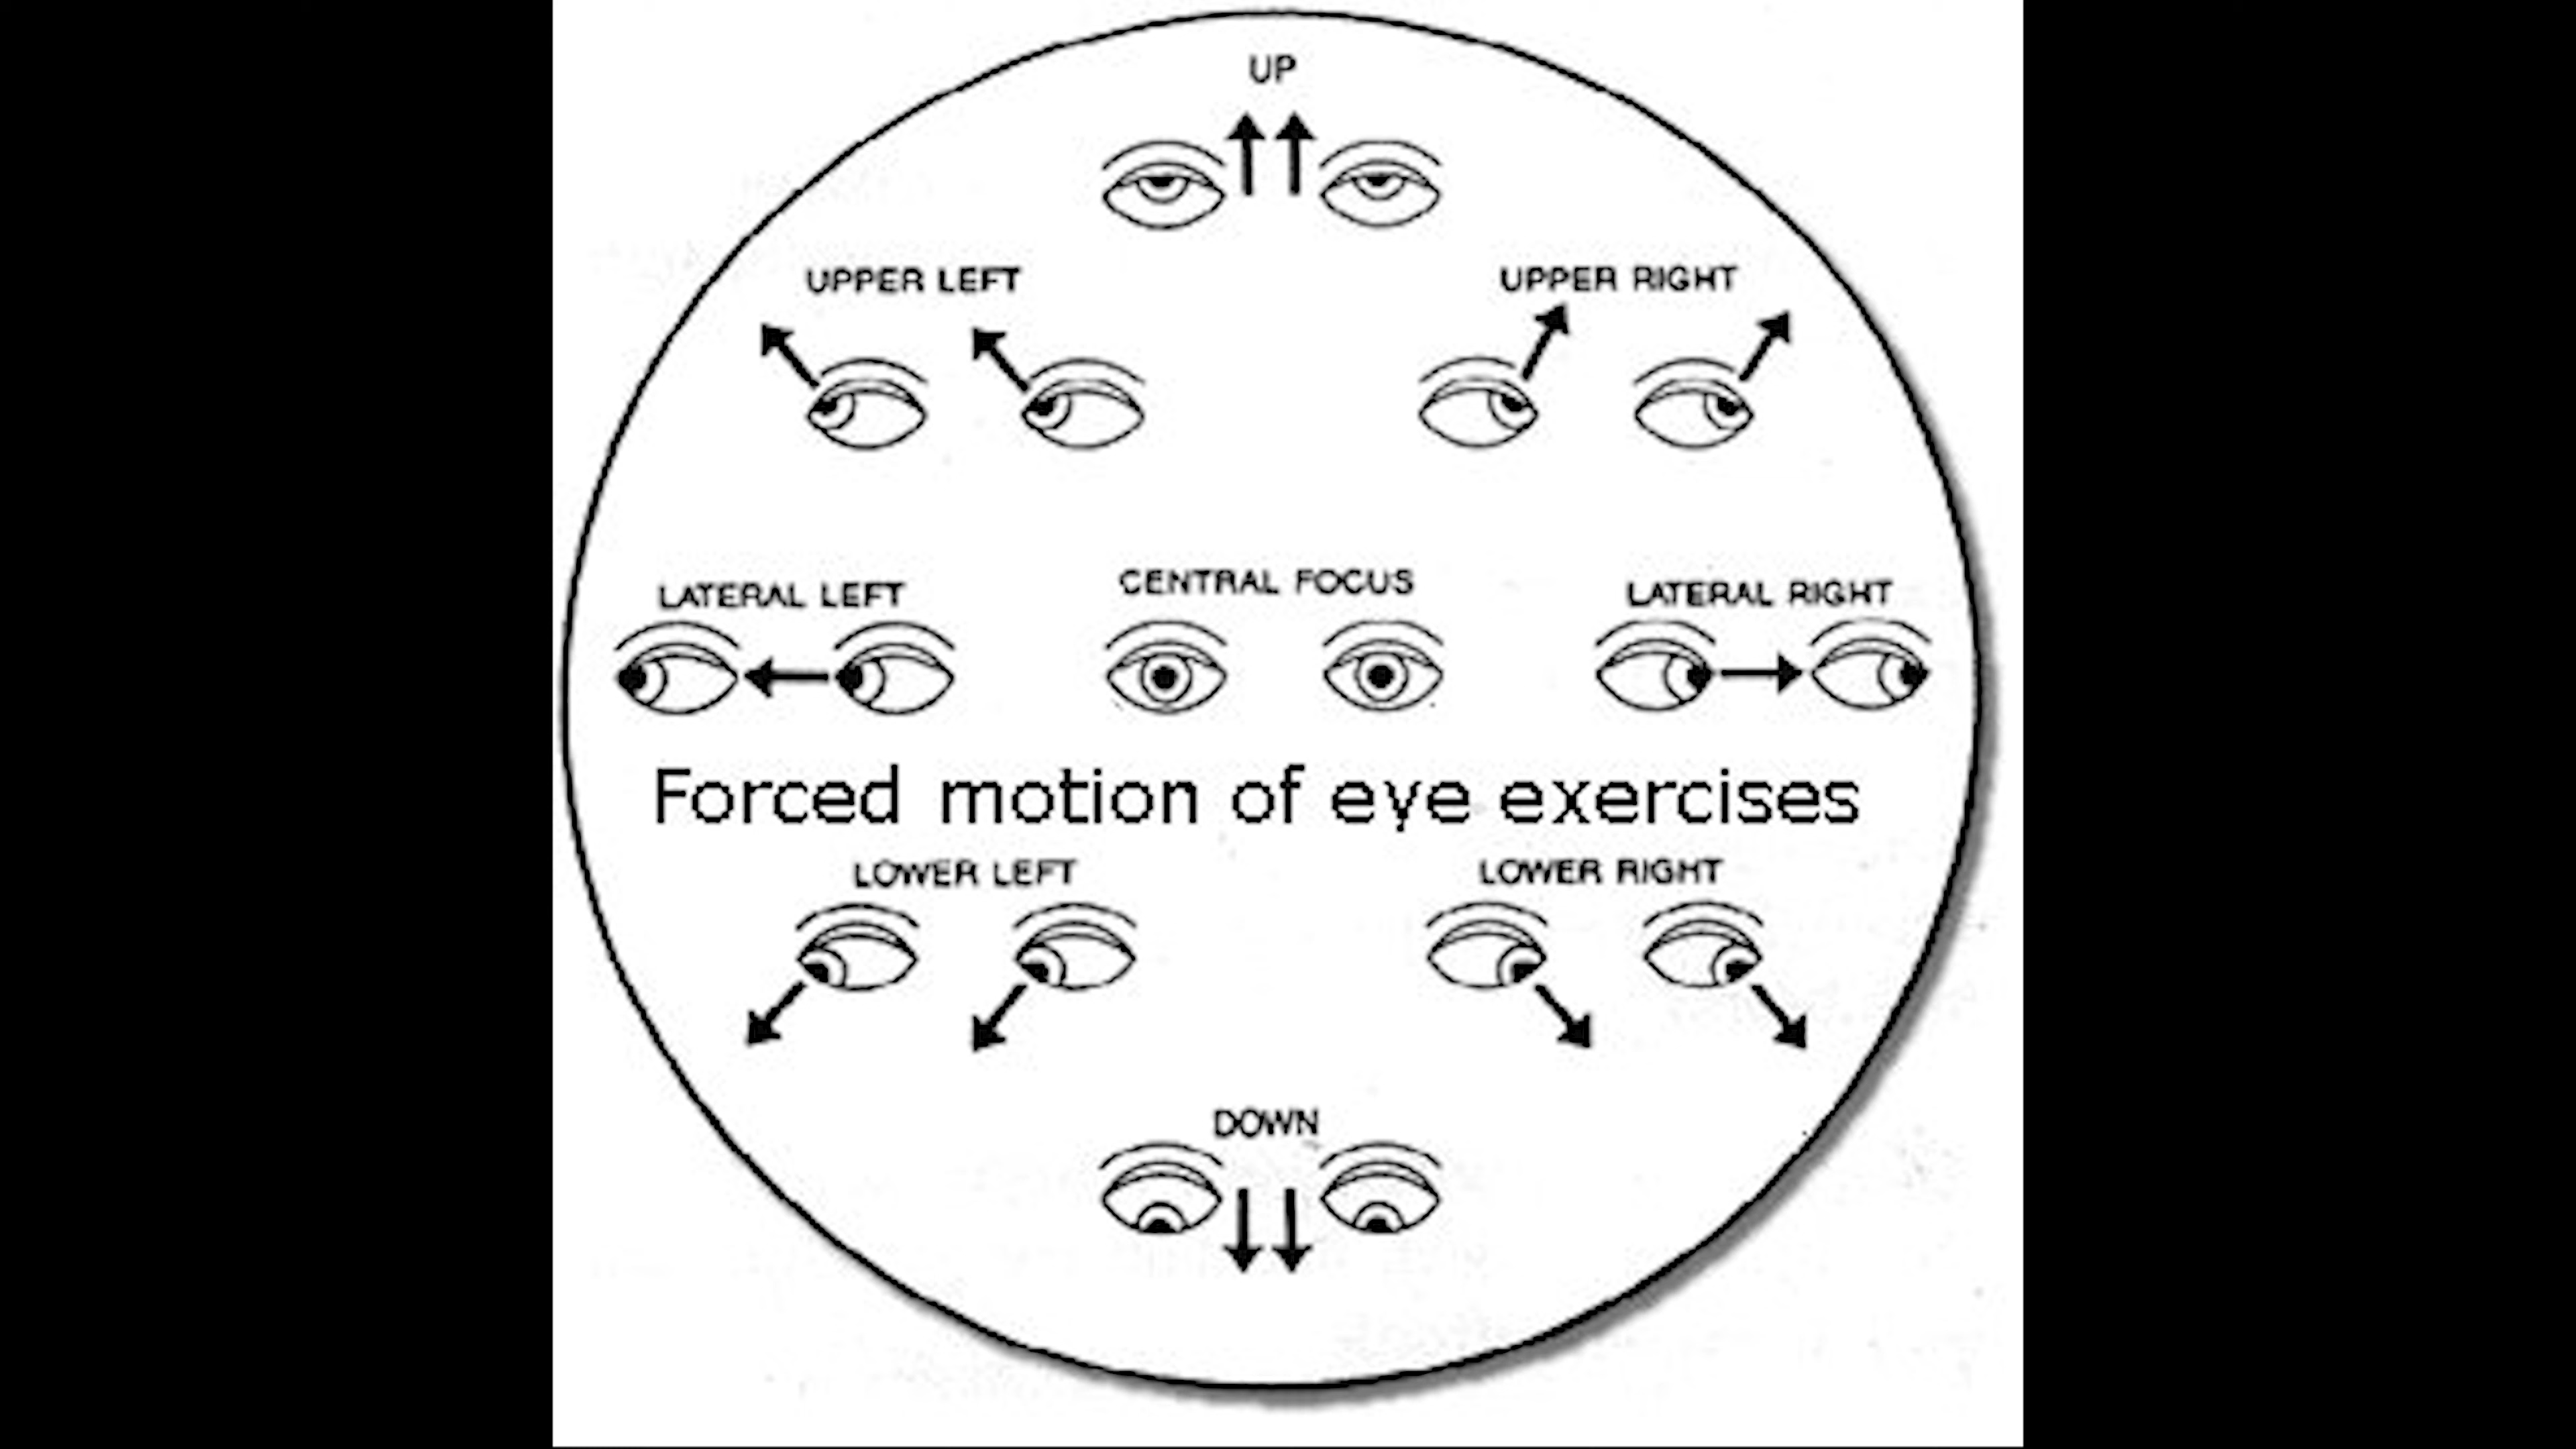 UP
UPPER LEFT
UPPER RIGHT
LATERAL LEFT
CENTRAL FOCUS
LATERAL RIGHT
Forced motion of eye exercises
LOWER LEFT
LOWER RIGHT
DOWN